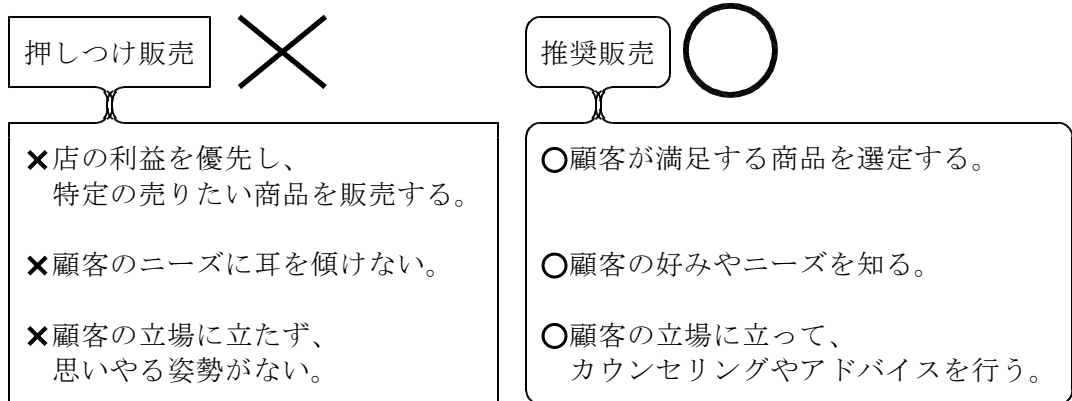 押しつけ販売
×店の利益を優先し、
特定の売りたい商品を販売する。
×顧客のニーズに耳を傾けない。
×顧客の立場に立たず、
思いやる姿勢がない。
推奨販売
○顧客が満足する商品を選定する。
○顧客の好みやニーズを知る。
○顧客の立場に立って、
カウンセリングやアドバイスを行う。